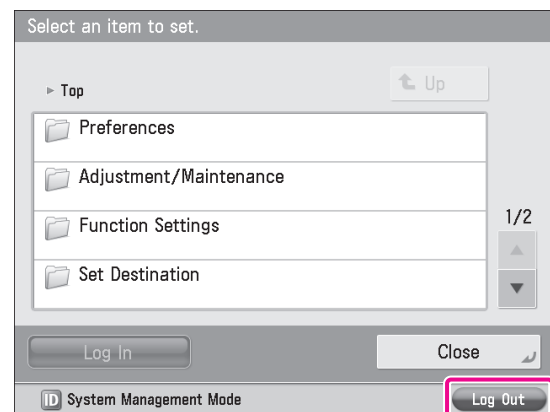 Select an item to set.
▶ Top
Up
Preferences
Adjustment/Maintenance
Function Settings
Set Destination
1/2
Log In
Close
ID System Management Mode
Log Out